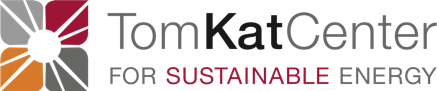 TomKatCenter
FOR SUSTAINABLE ENERGY